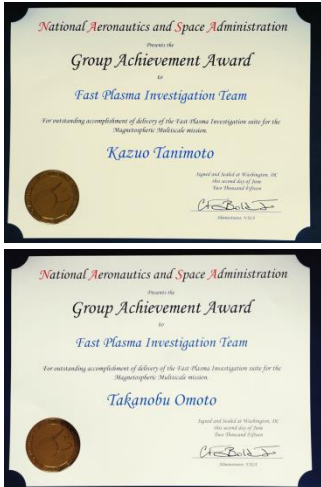 National Aeronautics and Space Administration
Presents the
Group Achievement Award
to
Fast Plasma Investigation Team
For outstanding accomplishment of delivery of the Fast Plasma Investigation suite for the
Magnetospheric Multiscale mission.
Kazuo Tanimoto
Signed and Sealed at Washington, DC
this second day of June
Two Thousand Fifteen
Administrator, NASA
National Aeronautics and Space Administration
Presents the
Group Achievement Award
to
Fast Plasma Investigation Team
For outstanding accomplishment of delivery of the Fast Plasma Investigation suite for the
Magnetospheric Multiscale mission.
Takanobu Omoto
Signed and Sealed at Washington, DC
this second day of June
Two Thousand Fifteen
Administrator, NASA